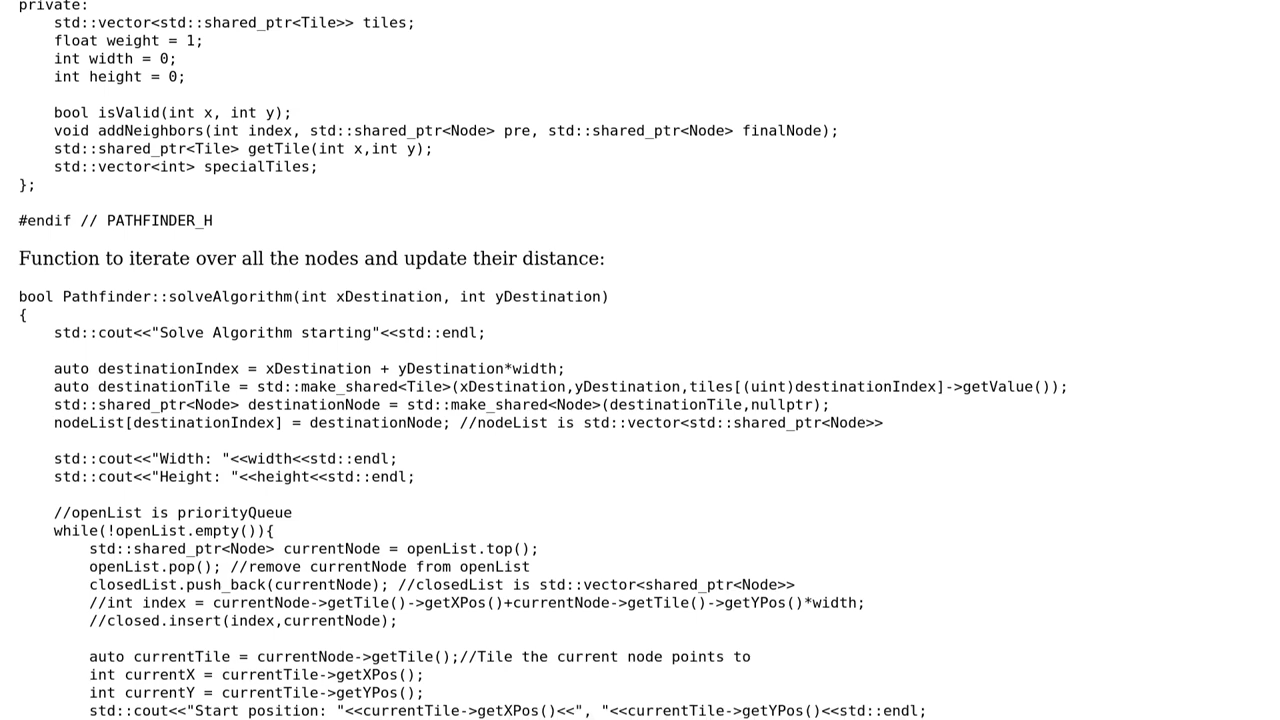 private:
    std::vector<std::shared_ptr<Tile>> tiles;
    float weight = 1;
    int width = 0;
    int height = 0;

    bool isValid(int x, int y);
    void addNeighbors(int index, std::shared_ptr<Node> pre, std::shared_ptr<Node> finalNode);
    std::shared_ptr<Tile> getTile(int x,int y);
    std::vector<int> specialTiles;
};

#endif // PATHFINDER_H

Function to iterate over all the nodes and update their distance:

bool Pathfinder::solveAlgorithm(int xDestination, int yDestination)
{
    std::cout<<"Solve Algorithm starting"<<std::endl;

    auto destinationIndex = xDestination + yDestination*width;
    auto destinationTile = std::make_shared<Tile>(xDestination,yDestination,tiles[(uint)destinationIndex]->getValue());
    std::shared_ptr<Node> destinationNode = std::make_shared<Node>(destinationTile,nullptr);
    nodeList[destinationIndex] = destinationNode; //nodeList is std::vector<std::shared_ptr<Node>>

    std::cout<<"Width: "<<width<<std::endl;
    std::cout<<"Height: "<<height<<std::endl;

    //openList is priorityQueue
    while(!openList.empty()){
        std::shared_ptr<Node> currentNode = openList.top();
        openList.pop(); //remove currentNode from openList
        closedList.push_back(currentNode); //closedList is std::vector<shared_ptr<Node>>
        //int index = currentNode->getTile()->getXPos()+currentNode->getTile()->getYPos()*width;
        //closed.insert(index,currentNode);

        auto currentTile = currentNode->getTile();//Tile the current node points to
        int currentX = currentTile->getXPos();
        int currentY = currentTile->getYPos();
        std::cout<<"Start position: "<<currentTile->getXPos()<<", "<<currentTile->getYPos()<<std::endl;